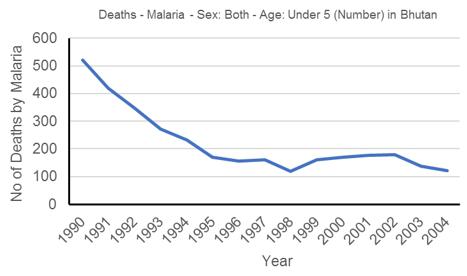 Deaths - Malaria - Sex: Both - Age: Under 5 (Number) in Bhutan
No of Deaths by Malaria
600
500
400
300
200
100
0
1990 1991 1992 1993 1994 1995 1996 1997 1998 1999 2000 2001 2002 2003 2004
Year